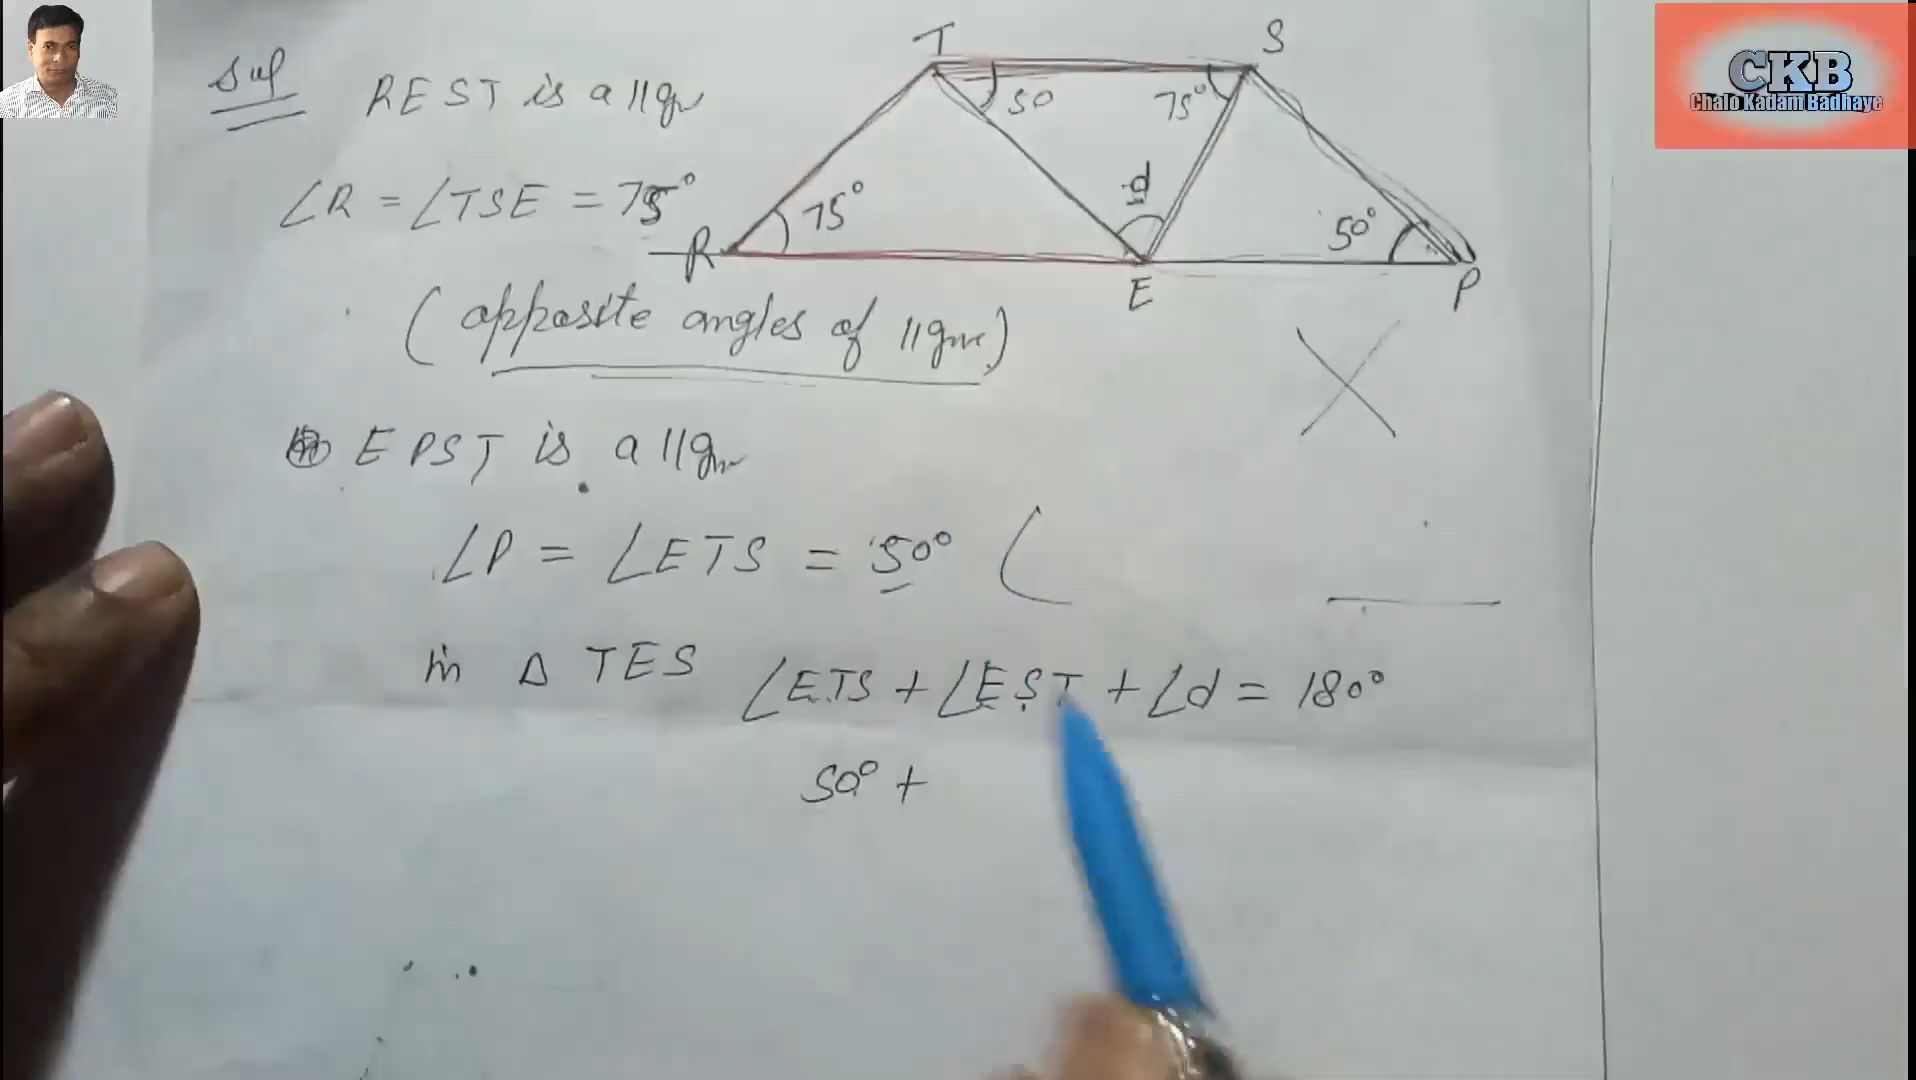 Sol
REST is a llgm
∠R = ∠TSE = 75°
(opposite angles of llgm)
T
S
50
75°
d
75°
50°
R
E
P
EPST is a llgm
∠P = ∠ETS = 50° (
in Δ TES ∠ETS + ∠EST + ∠d = 180°
50° +
CKB
Chalo Kadam Badhaye